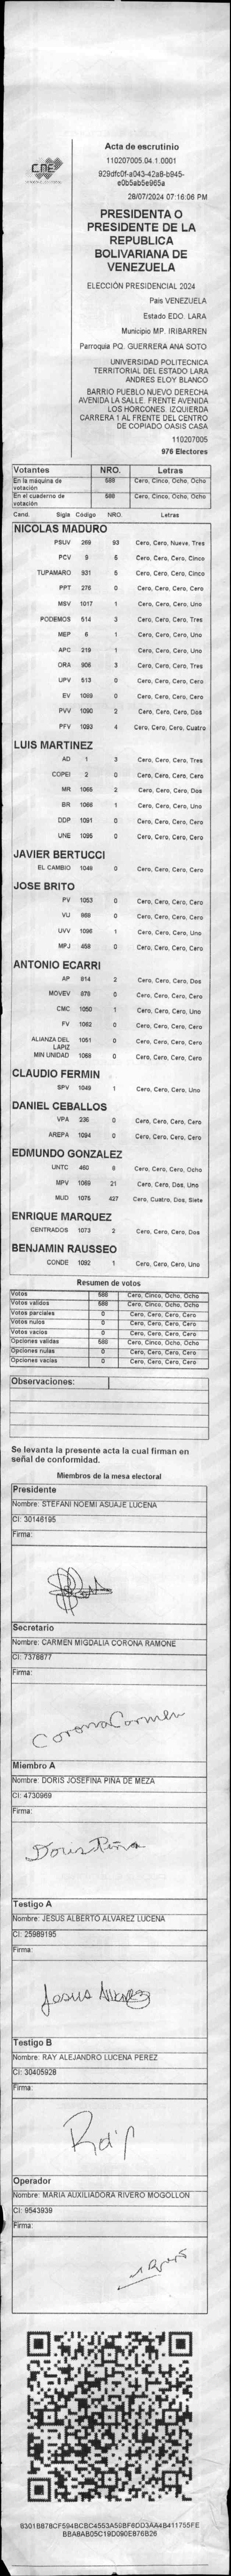 CNE
Acta de escrutinio
110207005.04.1.0001
929dfc0f-a043-42a8-b945-
e0b5ab5e965a
28/07/2024 07:16:06 PM
PRESIDENTA O
PRESIDENTE DE LA
REPUBLICA
BOLIVARIANA DE
VENEZUELA
ELECCIÓN PRESIDENCIAL 2024
País VENEZUELA
Estado EDO. LARA
Municipio MP. IRIBARREN
Parroquia PQ. GUERRERA ANA SOTO
UNIVERSIDAD POLITECNICA
TERRITORIAL DEL ESTADO LARA
ANDRES ELOY BLANCO
BARRIO PUEBLO NUEVO DERECHA
AVENIDA LA SALLE. FRENTE AVENIDA
LOS HORCONES. IZQUIERDA
CARRERA 1 AL FRENTE DEL CENTRO
DE COPIADO OASIS CASA
110207005
976 Electores
Votantes NRO. Letras
En la máquina de votación 588 Cero, Cinco, Ocho, Ocho
En el cuaderno de votación 588 Cero, Cinco, Ocho, Ocho
Cand. Sigla Código NRO. Letras
NICOLAS MADURO
PSUV 269 93 Cero, Cero, Nueve, Tres
PCV 9 5 Cero, Cero, Cero, Cinco
TUPAMARO 931 5 Cero, Cero, Cero, Cinco
PPT 276 0 Cero, Cero, Cero, Cero
MSV 1017 1 Cero, Cero, Cero, Uno
PODEMOS 514 3 Cero, Cero, Cero, Tres
MEP 6 1 Cero, Cero, Cero, Uno
APC 219 1 Cero, Cero, Cero, Uno
ORA 906 3 Cero, Cero, Cero, Tres
UPV 513 0 Cero, Cero, Cero, Cero
EV 1089 0 Cero, Cero, Cero, Cero
PVV 1090 2 Cero, Cero, Cero, Dos
PFV 1093 4 Cero, Cero, Cero, Cuatro
LUIS MARTINEZ
AD 1 3 Cero, Cero, Cero, Tres
COPEI 2 0 Cero, Cero, Cero, Cero
MR 1065 2 Cero, Cero, Cero, Dos
BR 1066 1 Cero, Cero, Cero, Uno
DDP 1091 0 Cero, Cero, Cero, Cero
UNE 1095 0 Cero, Cero, Cero, Cero
JAVIER BERTUCCI
EL CAMBIO 1048 0 Cero, Cero, Cero, Cero
JOSE BRITO
PV 1053 0 Cero, Cero, Cero, Cero
VU 968 0 Cero, Cero, Cero, Cero
UVV 1096 1 Cero, Cero, Cero, Uno
MPJ 458 0 Cero, Cero, Cero, Cero
ANTONIO ECARRI
AP 914 2 Cero, Cero, Cero, Dos
MOVEV 878 0 Cero, Cero, Cero, Cero
CMC 1050 1 Cero, Cero, Cero, Uno
FV 1062 0 Cero, Cero, Cero, Cero
ALIANZA DEL LAPIZ 1051 0 Cero, Cero, Cero, Cero
MIN UNIDAD 1068 0 Cero, Cero, Cero, Cero
CLAUDIO FERMIN
SPV 1049 1 Cero, Cero, Cero, Uno
DANIEL CEBALLOS
VPA 236 0 Cero, Cero, Cero, Cero
AREPA 1094 0 Cero, Cero, Cero, Cero
EDMUNDO GONZALEZ
UNTC 460 8 Cero, Cero, Cero, Ocho
MPV 1069 21 Cero, Cero, Dos, Uno
MUD 1075 427 Cero, Cuatro, Dos, Siete
ENRIQUE MARQUEZ
CENTRADOS 1073 2 Cero, Cero, Cero, Dos
BENJAMIN RAUSSEO
CONDE 1092 1 Cero, Cero, Cero, Uno
Resumen de votos
Votos 588 Cero, Cinco, Ocho, Ocho
Votos validos 588 Cero, Cinco, Ocho, Ocho
Votos parciales 0 Cero, Cero, Cero, Cero
Votos nulos 0 Cero, Cero, Cero, Cero
Votos vacios 0 Cero, Cero, Cero, Cero
Opciones validas 588 Cero, Cinco, Ocho, Ocho
Opciones nulas 0 Cero, Cero, Cero, Cero
Opciones vacias 0 Cero, Cero, Cero, Cero
Observaciones:
Se levanta la presente acta la cual firman en
señal de conformidad.
Miembros de la mesa electoral
Presidente
Nombre: STEFANI NOEMI ASUAJE LUCENA
CI: 30146195
Firma:
Secretario
Nombre: CARMEN MIGDALIA CORONA RAMONE
CI: 7378877
Firma:
Corona Carmen
Miembro A
Nombre: DORIS JOSEFINA PIÑA DE MEZA
CI: 4730969
Firma:
Doris Piña
Testigo A
Nombre: JESUS ALBERTO ALVAREZ LUCENA
CI: 25989195
Firma:
Jesus Alvarez
Testigo B
Nombre: RAY ALEJANDRO LUCENA PEREZ
CI: 30405928
Firma:
Operador
Nombre: MARIA AUXILIADORA RIVERO MOGOLLON
CI: 9543939
Firma:
8301B878CF594BCBC4553A50BF6DD3AA4B411755FE
BBA8AB05C19D090E876B26